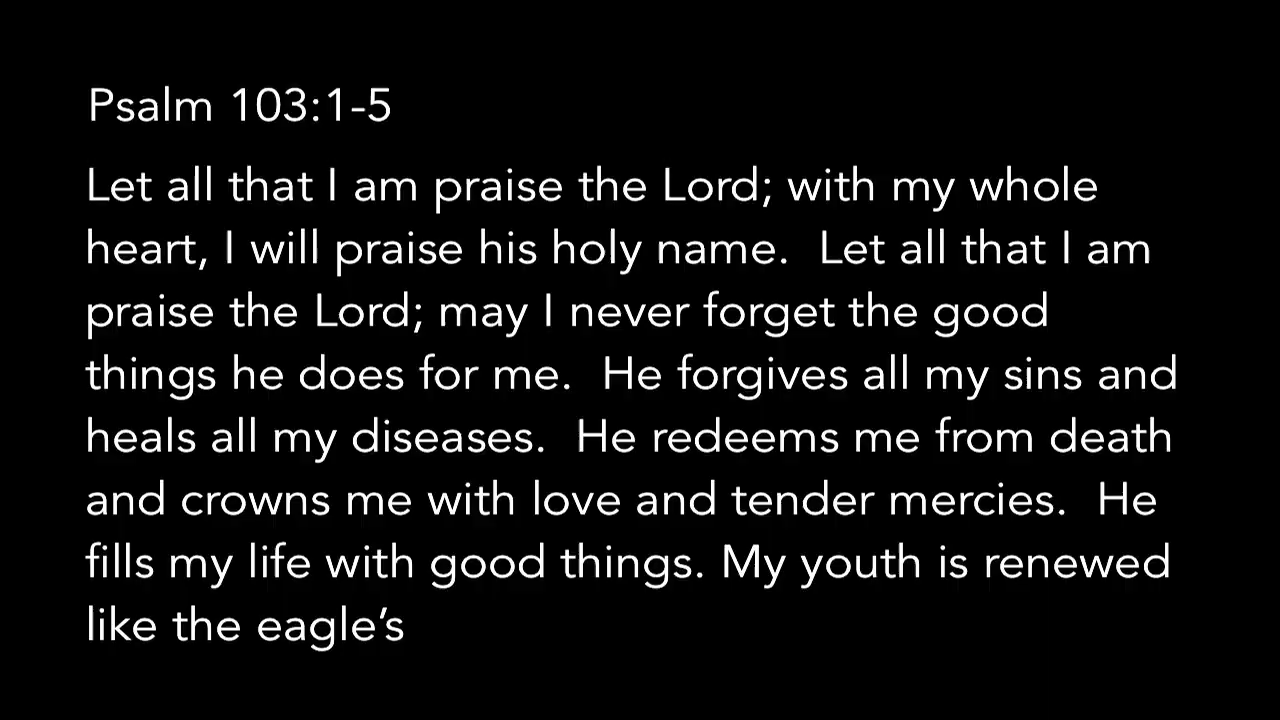 Psalm 103:1-5
Let all that I am praise the Lord; with my whole
heart, I will praise his holy name.  Let all that I am
praise the Lord; may I never forget the good
things he does for me.  He forgives all my sins and
heals all my diseases.  He redeems me from death
and crowns me with love and tender mercies.  He
fills my life with good things. My youth is renewed
like the eagle’s